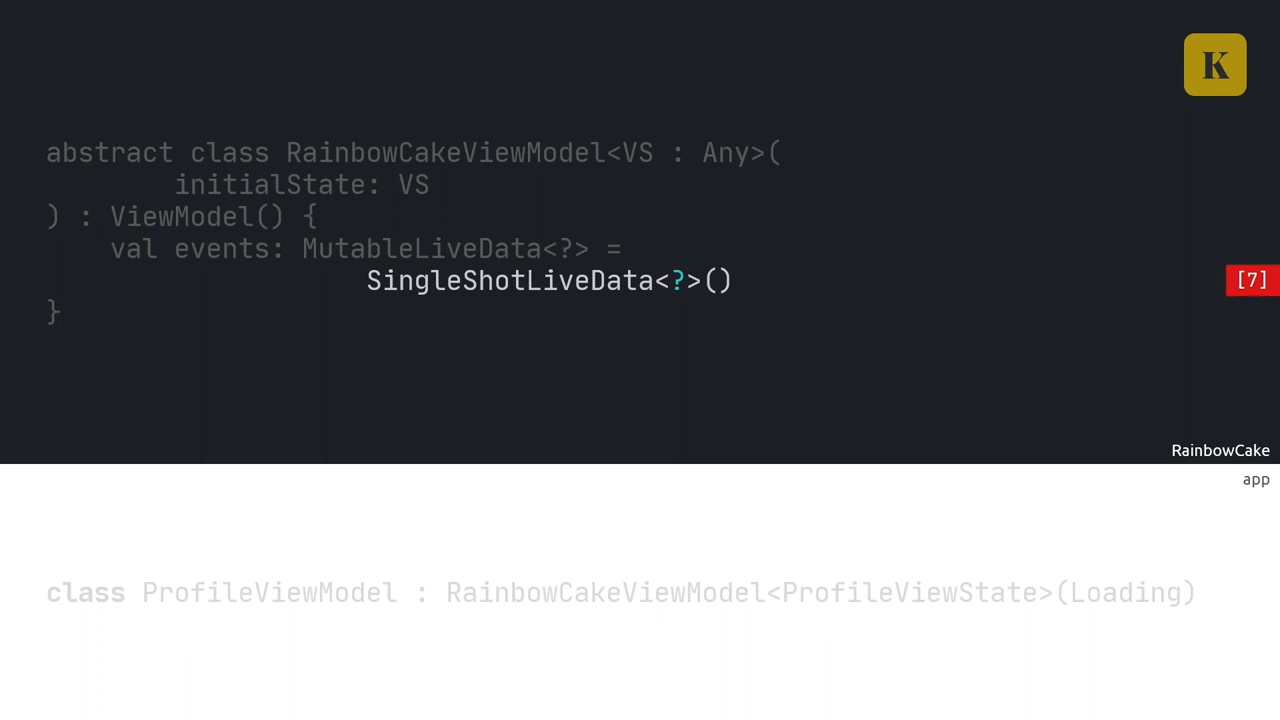 K
abstract class RainbowCakeViewModel<VS : Any>(
        initialState: VS
) : ViewModel() {
    val events: MutableLiveData<?> =
                    SingleShotLiveData<?>()
[7]
}
RainbowCake
app
class ProfileViewModel : RainbowCakeViewModel<ProfileViewState>(Loading)